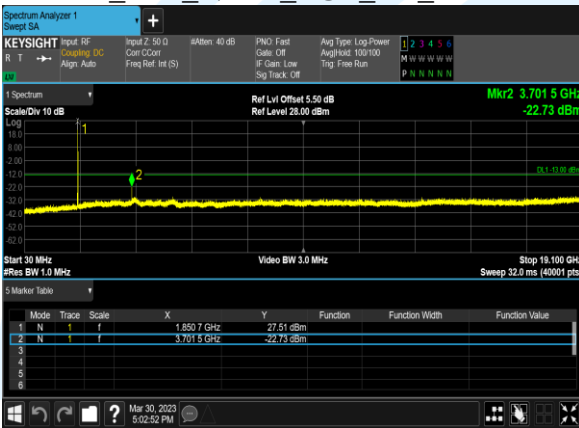 Spectrum Analyzer 1
Swept SA
KEYSIGHT Input: RF Input Z: 50 Ω #Atten: 40 dB PNO: Fast Avg Type: Log-Power 1 2 3 4 5 6
R T Coupling: DC Corr CCorr Gate: Off Avg|Hold: 100/100 M W W W W W
Align: Auto Freq Ref: Int (S) IF Gain: Low Trig: Free Run P N N N N N
Sig Track: Off
LV
1 Spectrum Ref Lvl Offset 5.50 dB Mkr2 3.701 5 GHz
Scale/Div 10 dB Ref Level 28.00 dBm -22.73 dBm
Log
18.0
1
8.00
-2.00
DL1 -13.00 dBm
-12.0
2
-22.0
-32.0
-42.0
-52.0
-62.0
Start 30 MHz Video BW 3.0 MHz Stop 19.100 GHz
#Res BW 1.0 MHz Sweep 32.0 ms (40001 pts
5 Marker Table
Mode Trace Scale X Y Function Function Width Function Value
1 N 1 f 1.850 7 GHz 27.51 dBm
2 N 1 f 3.701 5 GHz -22.73 dBm
3
4
5
6
? Mar 30, 2023
5:02:52 PM